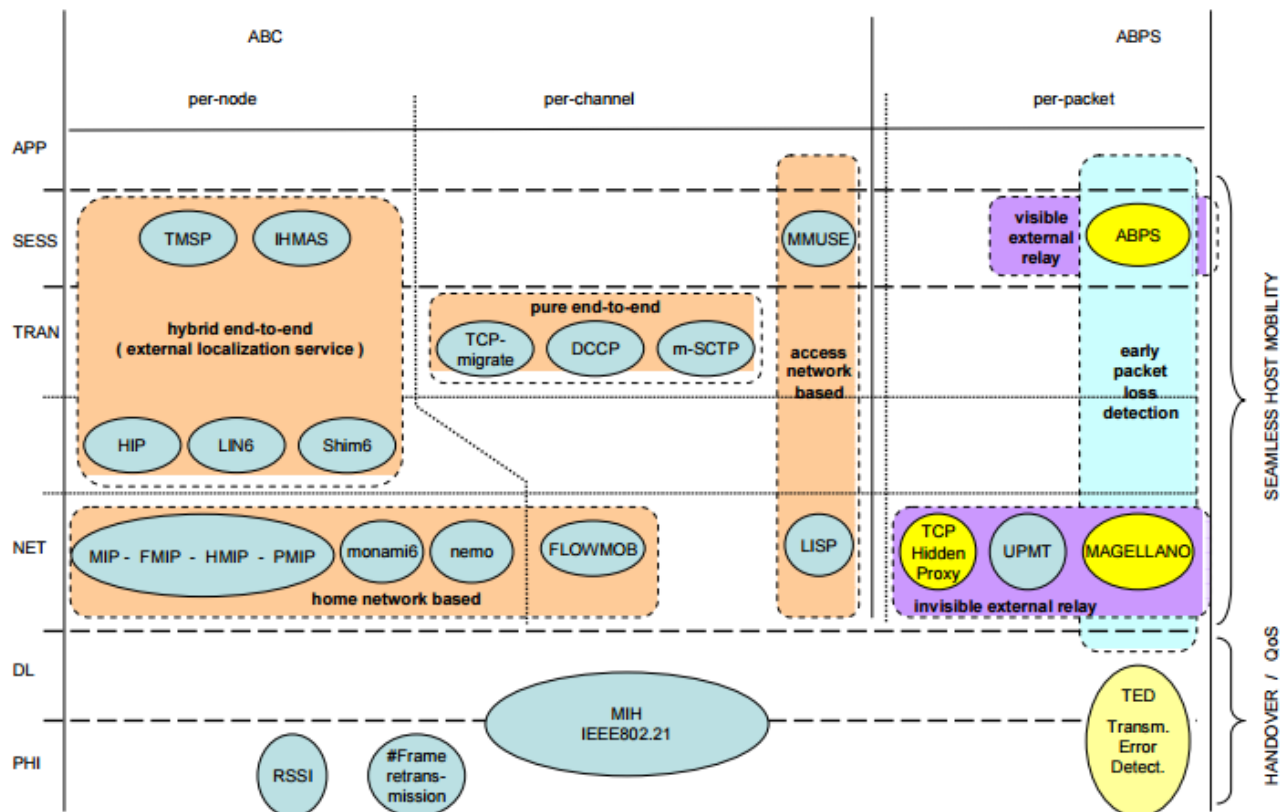 ABC
ABPS
per-node
per-channel
per-packet
APP
SESS
TMSP
IHMAS
MMUSE
visible
external
relay
ABPS
TRAN
hybrid end-to-end
( external localization service )
pure end-to-end
TCP-
migrate
DCCP
m-SCTP
access
network
based
early
packet
loss
detection
HIP
LIN6
Shim6
NET
MIP - FMIP - HMIP - PMIP
monami6
nemo
FLOWMOB
home network based
LISP
TCP
Hidden
Proxy
UPMT
MAGELLANO
invisible external relay
SEAMLESS HOST MOBILITY
DL
MIH
IEEE802.21
TED
Transm.
Error
Detect.
PHI
RSSI
#Frame
retrans-
mission
HANDOVER / QoS